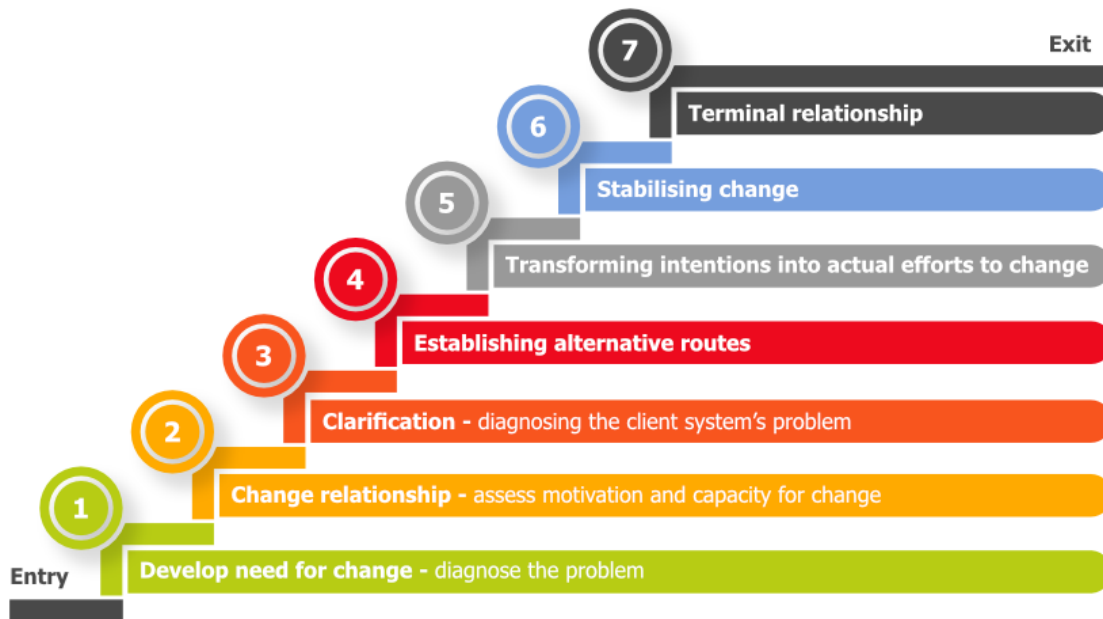 7
Exit
Terminal relationship
6
Stabilising change
5
Transforming intentions into actual efforts to change
4
Establishing alternative routes
3
Clarification - diagnosing the client system's problem
2
Change relationship - assess motivation and capacity for change
1
Entry
Develop need for change - diagnose the problem